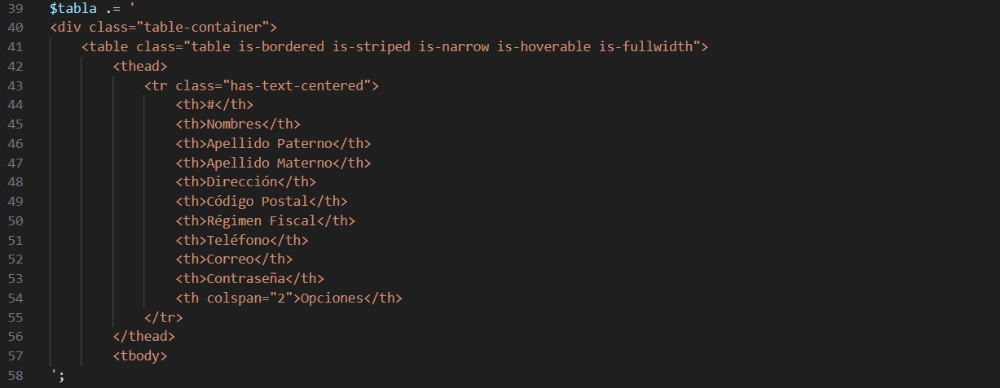 39 $tabla .= '
40 <div class="table-container">
41 <table class="table is-bordered is-striped is-narrow is-hoverable is-fullwidth">
42 <thead>
43 <tr class="has-text-centered">
44 <th>#</th>
45 <th>Nombres</th>
46 <th>Apellido Paterno</th>
47 <th>Apellido Materno</th>
48 <th>Dirección</th>
49 <th>Código Postal</th>
50 <th>Régimen Fiscal</th>
51 <th>Teléfono</th>
52 <th>Correo</th>
53 <th>Contraseña</th>
54 <th colspan="2">Opciones</th>
55 </tr>
56 </thead>
57 <tbody>
58 ';